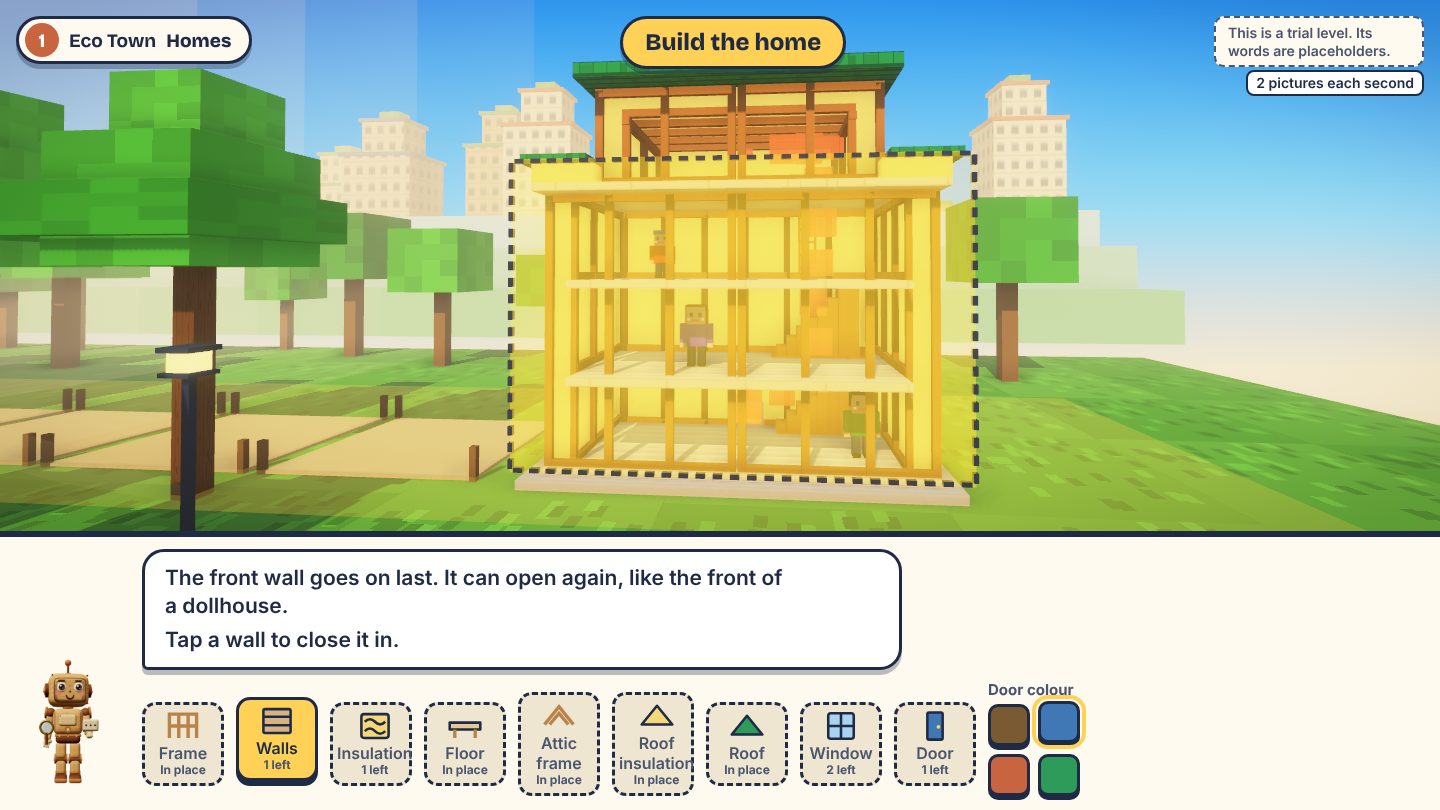 1 Eco Town Homes
Build the home
This is a trial level. Its
words are placeholders.
2 pictures each second
The front wall goes on last. It can open again, like the front of
a dollhouse.
Tap a wall to close it in.
Door colour
Frame
In place
Walls
1 left
Insulation
1 left
Floor
In place
Attic
frame
In place
Roof
insulation
In place
Roof
In place
Window
2 left
Door
1 left